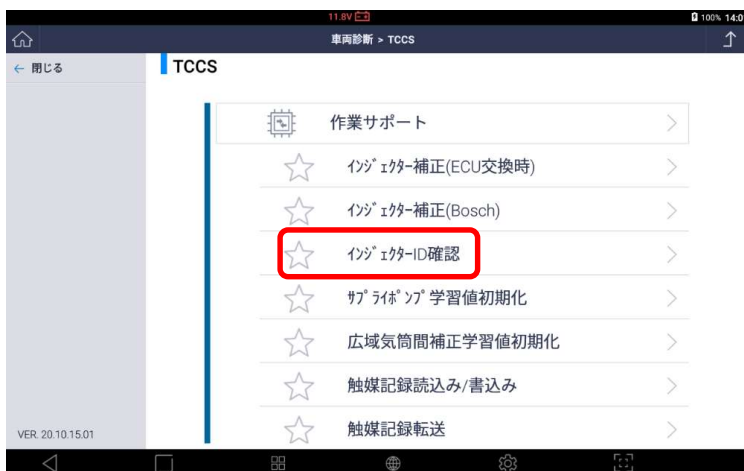 11.8V
100% 14:0
車両診断 > TCCS
← 閉じる
TCCS
作業サポート
ｲﾝｼﾞｪｸﾀｰ補正(ECU交換時)
ｲﾝｼﾞｪｸﾀｰ補正(Bosch)
ｲﾝｼﾞｪｸﾀｰID確認
ｻﾌﾟﾗｲﾎﾟﾝﾌﾟ学習値初期化
広域気筒間補正学習値初期化
触媒記録読込み/書込み
触媒記録転送
VER. 20.10.15.01